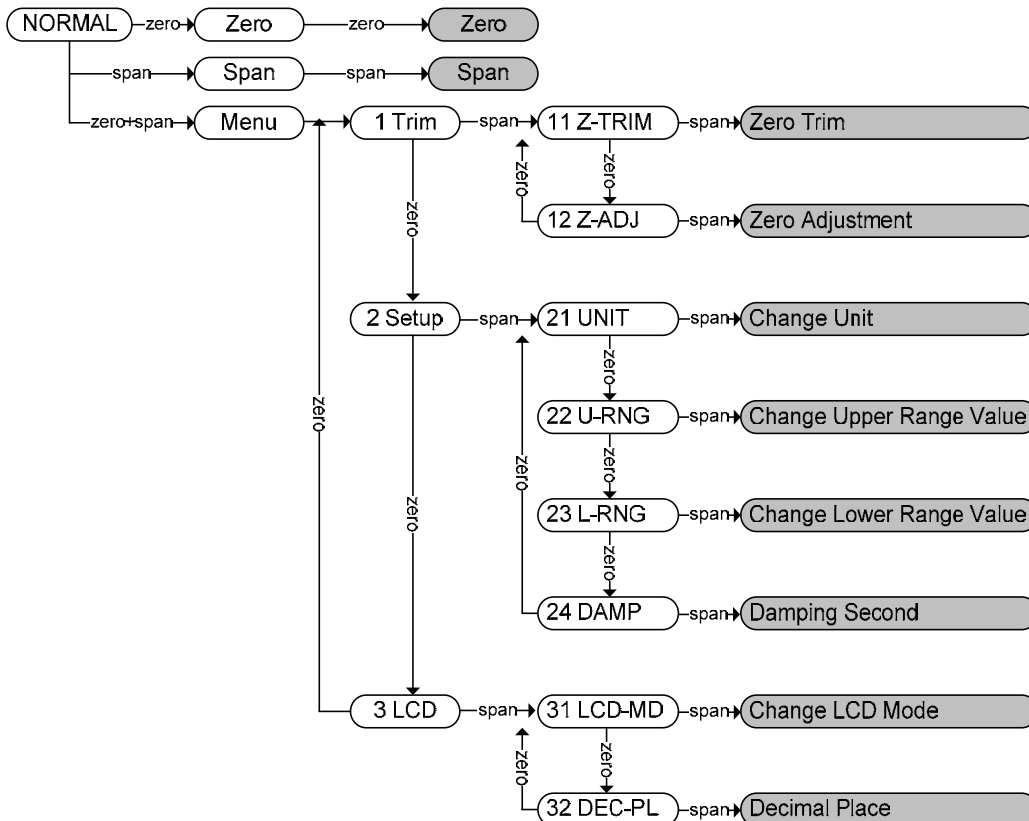 NORMAL zero Zero zero Zero
span Span span Span
zero+span Menu 1 Trim span 11 Z-TRIM span Zero Trim
zero zero
12 Z-ADJ span Zero Adjustment
zero
2 Setup span 21 UNIT span Change Unit
zero
22 U-RNG span Change Upper Range Value
zero
zero
zero
zero
23 L-RNG span Change Lower Range Value
zero
24 DAMP span Damping Second
3 LCD span 31 LCD-MD span Change LCD Mode
zero zero
32 DEC-PL span Decimal Place